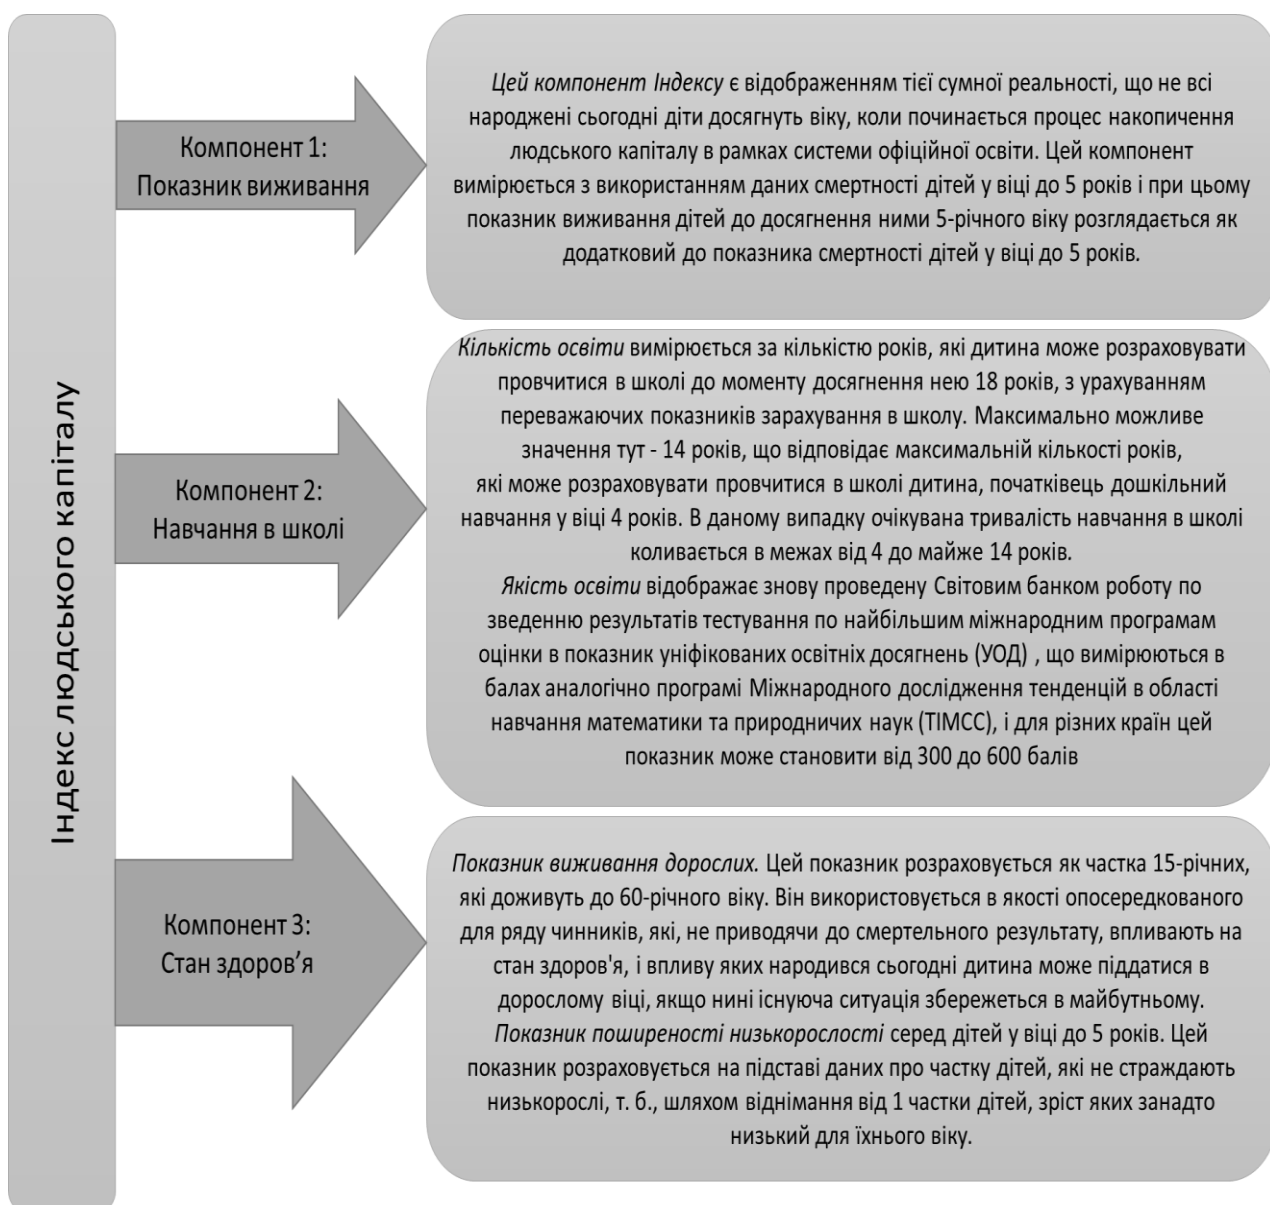 Індекс людського капіталу
Компонент 1:
Показник виживання
Цей компонент Індексу є відображенням тієї сумної реальності, що не всі
народжені сьогодні діти досягнуть віку, коли починається процес накопичення
людського капіталу в рамках системи офіційної освіти. Цей компонент
вимірюється з використанням даних смертності дітей у віці до 5 років і при цьому
показник виживання дітей до досягнення ними 5-річного віку розглядається як
додатковий до показника смертності дітей у віці до 5 років.
Компонент 2:
Навчання в школі
Кількість освіти вимірюється за кількістю років, які дитина може розраховувати
провчитися в школі до моменту досягнення нею 18 років, з урахуванням
переважаючих показників зарахування в школу. Максимально можливе
значення тут - 14 років, що відповідає максимальній кількості років,
які може розраховувати провчитися в школі дитина, початківець дошкільний
навчання у віці 4 років. В даному випадку очікувана тривалість навчання в школі
коливається в межах від 4 до майже 14 років.
Якість освіти відображає знову проведену Світовим банком роботу по
зведенню результатів тестування по найбільшим міжнародним програмам
оцінки в показник уніфікованих освітніх досягнень (УОД) , що вимірюються в
балах аналогічно програмі Міжнародного дослідження тенденцій в області
навчання математики та природничих наук (ТІМСС), і для різних країн цей
показник може становити від 300 до 600 балів
Компонент 3:
Стан здоров’я
Показник виживання дорослих. Цей показник розраховується як частка 15-річних,
які доживуть до 60-річного віку. Він використовується в якості опосередкованого
для ряду чинників, які, не приводячи до смертельного результату, впливають на
стан здоров'я, і впливу яких народився сьогодні дитина може піддатися в
дорослому віці, якщо нині існуюча ситуація збережеться в майбутньому.
Показник поширеності низькорослості серед дітей у віці до 5 років. Цей
показник розраховується на підставі даних про частку дітей, які не страждають
низькорослі, т. б., шляхом віднімання від 1 частки дітей, зріст яких занадто
низький для їхнього віку.